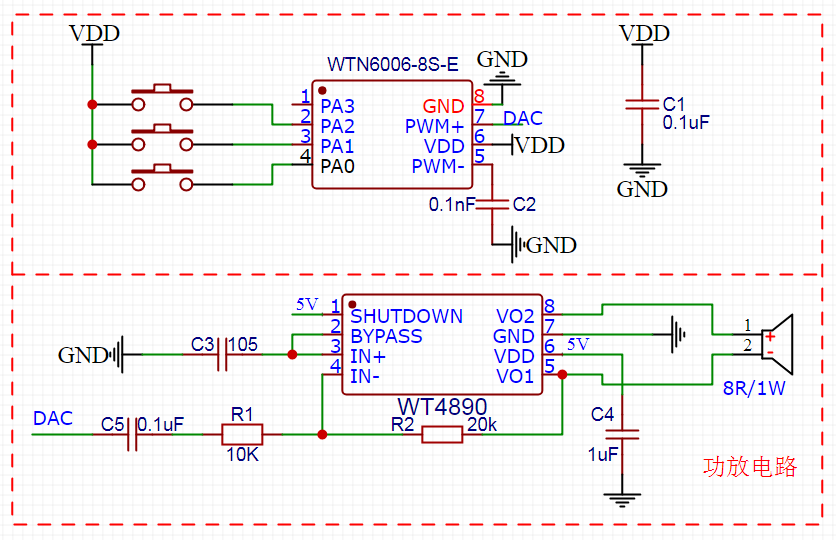 VDD
WTN6006-8S-E
GND
VDD
1 PA3 GND 8
2 PA2 PWM+ 7 DAC
3 PA1 VDD 6 VDD
4 PA0 PWM- 5
C1
0.1uF
GND
0.1nF C2
GND
5V 1 SHUTDOWN VO2 8
2 BYPASS GND 7
3 IN+ VDD 6 5V
4 IN- VO1 5
GND C3 105
1 +
2 -
8R/1W
WT4890
DAC C5 0.1uF R1 10K
R2 20k
C4
1uF
功放电路